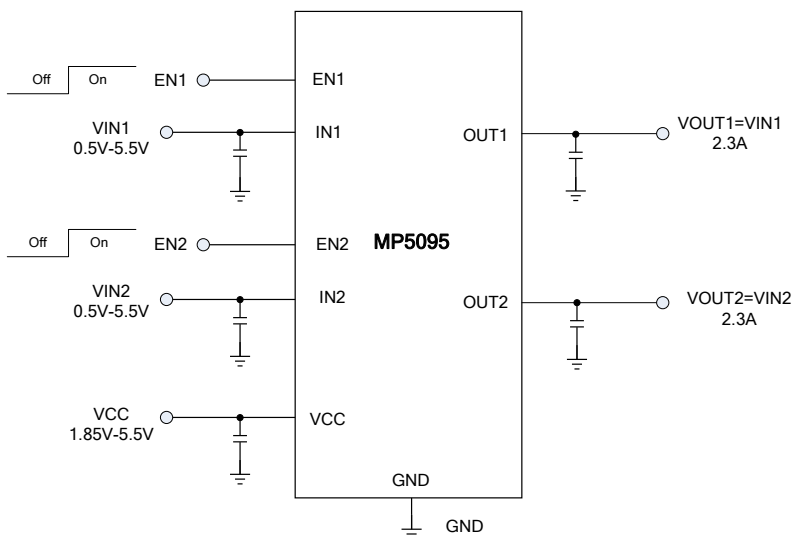 Off
On
EN1
EN1
VIN1
0.5V-5.5V
IN1
OUT1
VOUT1=VIN1
2.3A
Off
On
EN2
EN2
MP5095
VIN2
0.5V-5.5V
IN2
OUT2
VOUT2=VIN2
2.3A
VCC
1.85V-5.5V
VCC
GND
GND